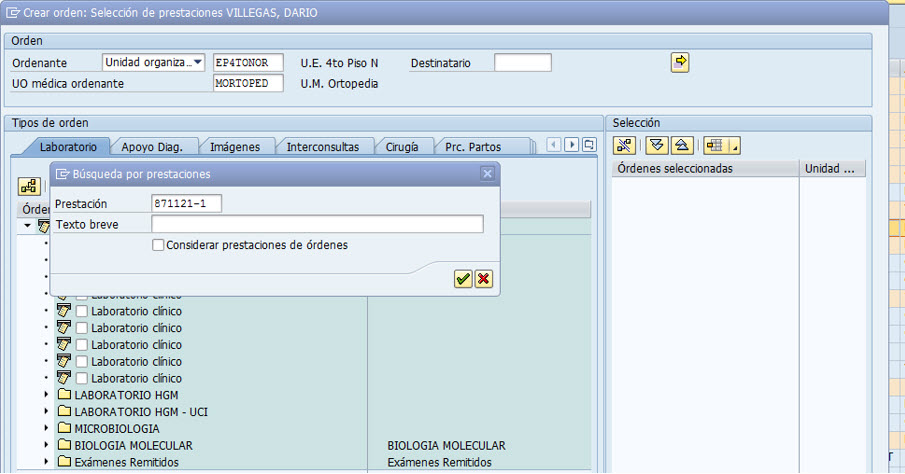 Crear orden: Selección de prestaciones VILLEGAS, DARIO
Orden
Ordenante Unidad organiza... EP4TONOR U.E. 4to Piso N Destinatario
UO médica ordenante MORTOPED U.M. Ortopedia
Tipos de orden
Selección
Laboratorio Apoyo Diag. Imágenes Interconsultas Cirugía Prc. Partos
Búsqueda por prestaciones
Órdenes seleccionadas Unidad ...
Prestación 871121-1
Texto breve
Considerar prestaciones de órdenes
Laboratorio clínico
Laboratorio clínico
Laboratorio clínico
Laboratorio clínico
Laboratorio clínico
Laboratorio clínico
LABORATORIO HGM
LABORATORIO HGM - UCI
MICROBIOLOGIA
BIOLOGIA MOLECULAR BIOLOGIA MOLECULAR
Exámenes Remitidos Exámenes Remitidos